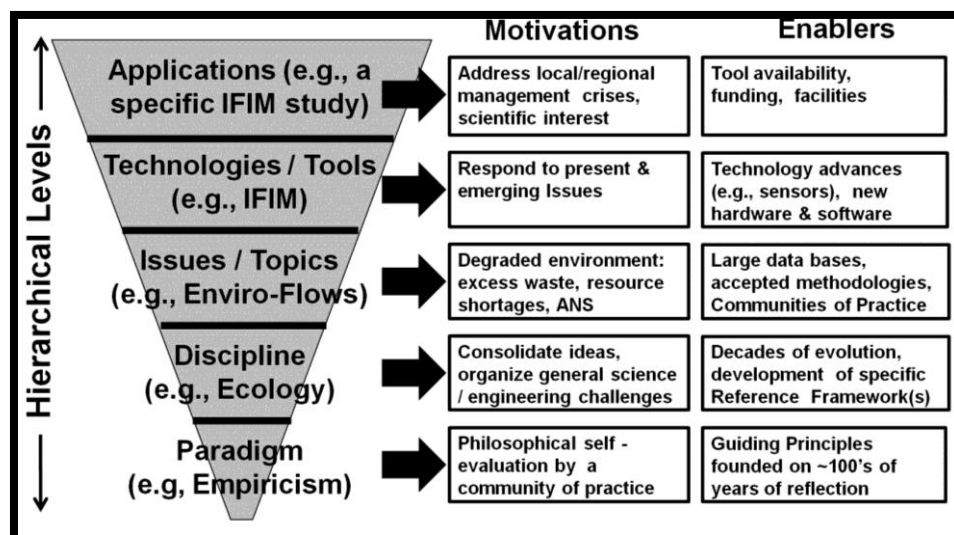 Motivations
Enablers
Hierarchical Levels
Applications (e.g., a
specific IFIM study)
Address local/regional
management crises,
scientific interest
Tool availability,
funding, facilities
Technologies / Tools
(e.g., IFIM)
Respond to present &
emerging Issues
Technology advances
(e.g., sensors), new
hardware & software
Issues / Topics
(e.g., Enviro-Flows)
Degraded environment:
excess waste, resource
shortages, ANS
Large data bases,
accepted methodologies,
Communities of Practice
Discipline
(e.g., Ecology)
Consolidate ideas,
organize general science
/ engineering challenges
Decades of evolution,
development of specific
Reference Framework(s)
Paradigm
(e.g, Empiricism)
Philosophical self -
evaluation by a
community of practice
Guiding Principles
founded on ~100's of
years of reflection